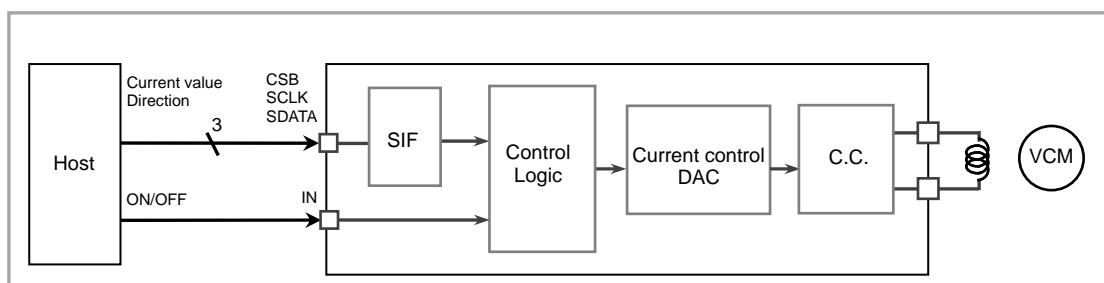 Host
Current value
Direction
3
CSB
SCLK
SDATA
ON/OFF
IN
SIF
Control
Logic
Current control
DAC
C.C.
VCM